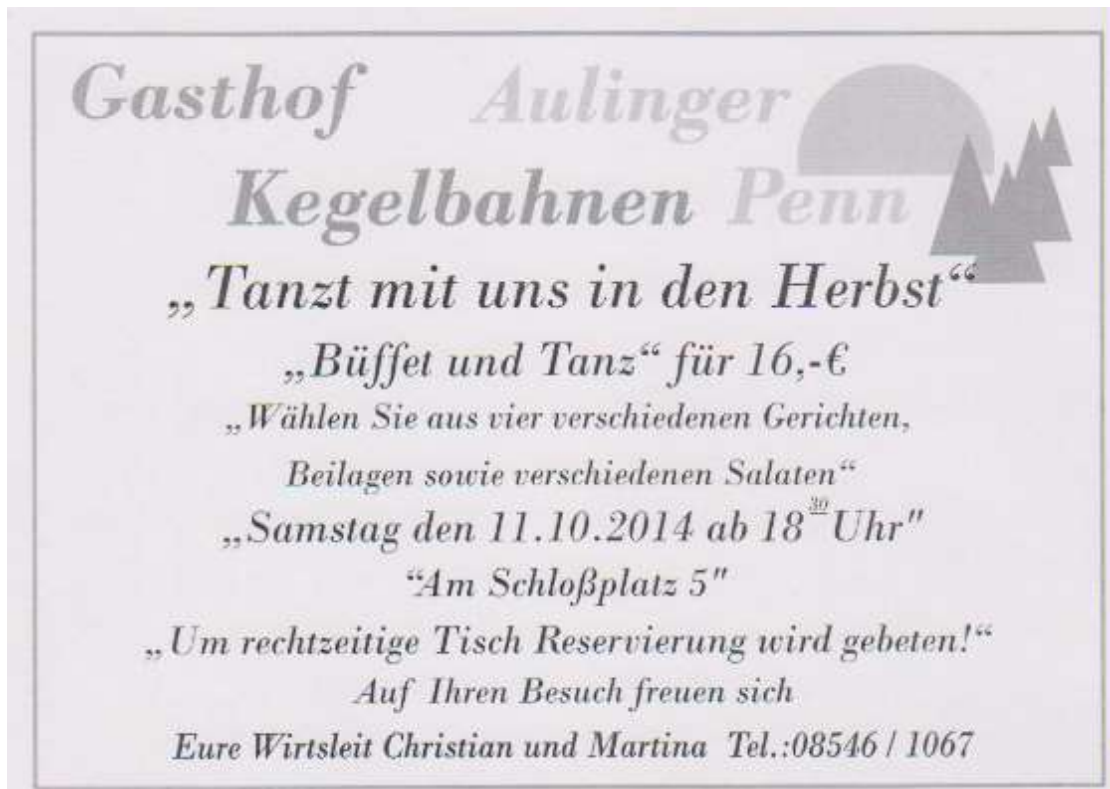 Gasthof Aulinger
Kegelbahnen Penn
„Tanzt mit uns in den Herbst“
„Büffet und Tanz“ für 16,-€
„Wählen Sie aus vier verschiedenen Gerichten,
Beilagen sowie verschiedenen Salaten“
„Samstag den 11.10.2014 ab 18³⁰ Uhr"
“Am Schloßplatz 5"
„Um rechtzeitige Tisch Reservierung wird gebeten!“
Auf Ihren Besuch freuen sich
Eure Wirtsleit Christian und Martina Tel.:08546 / 1067